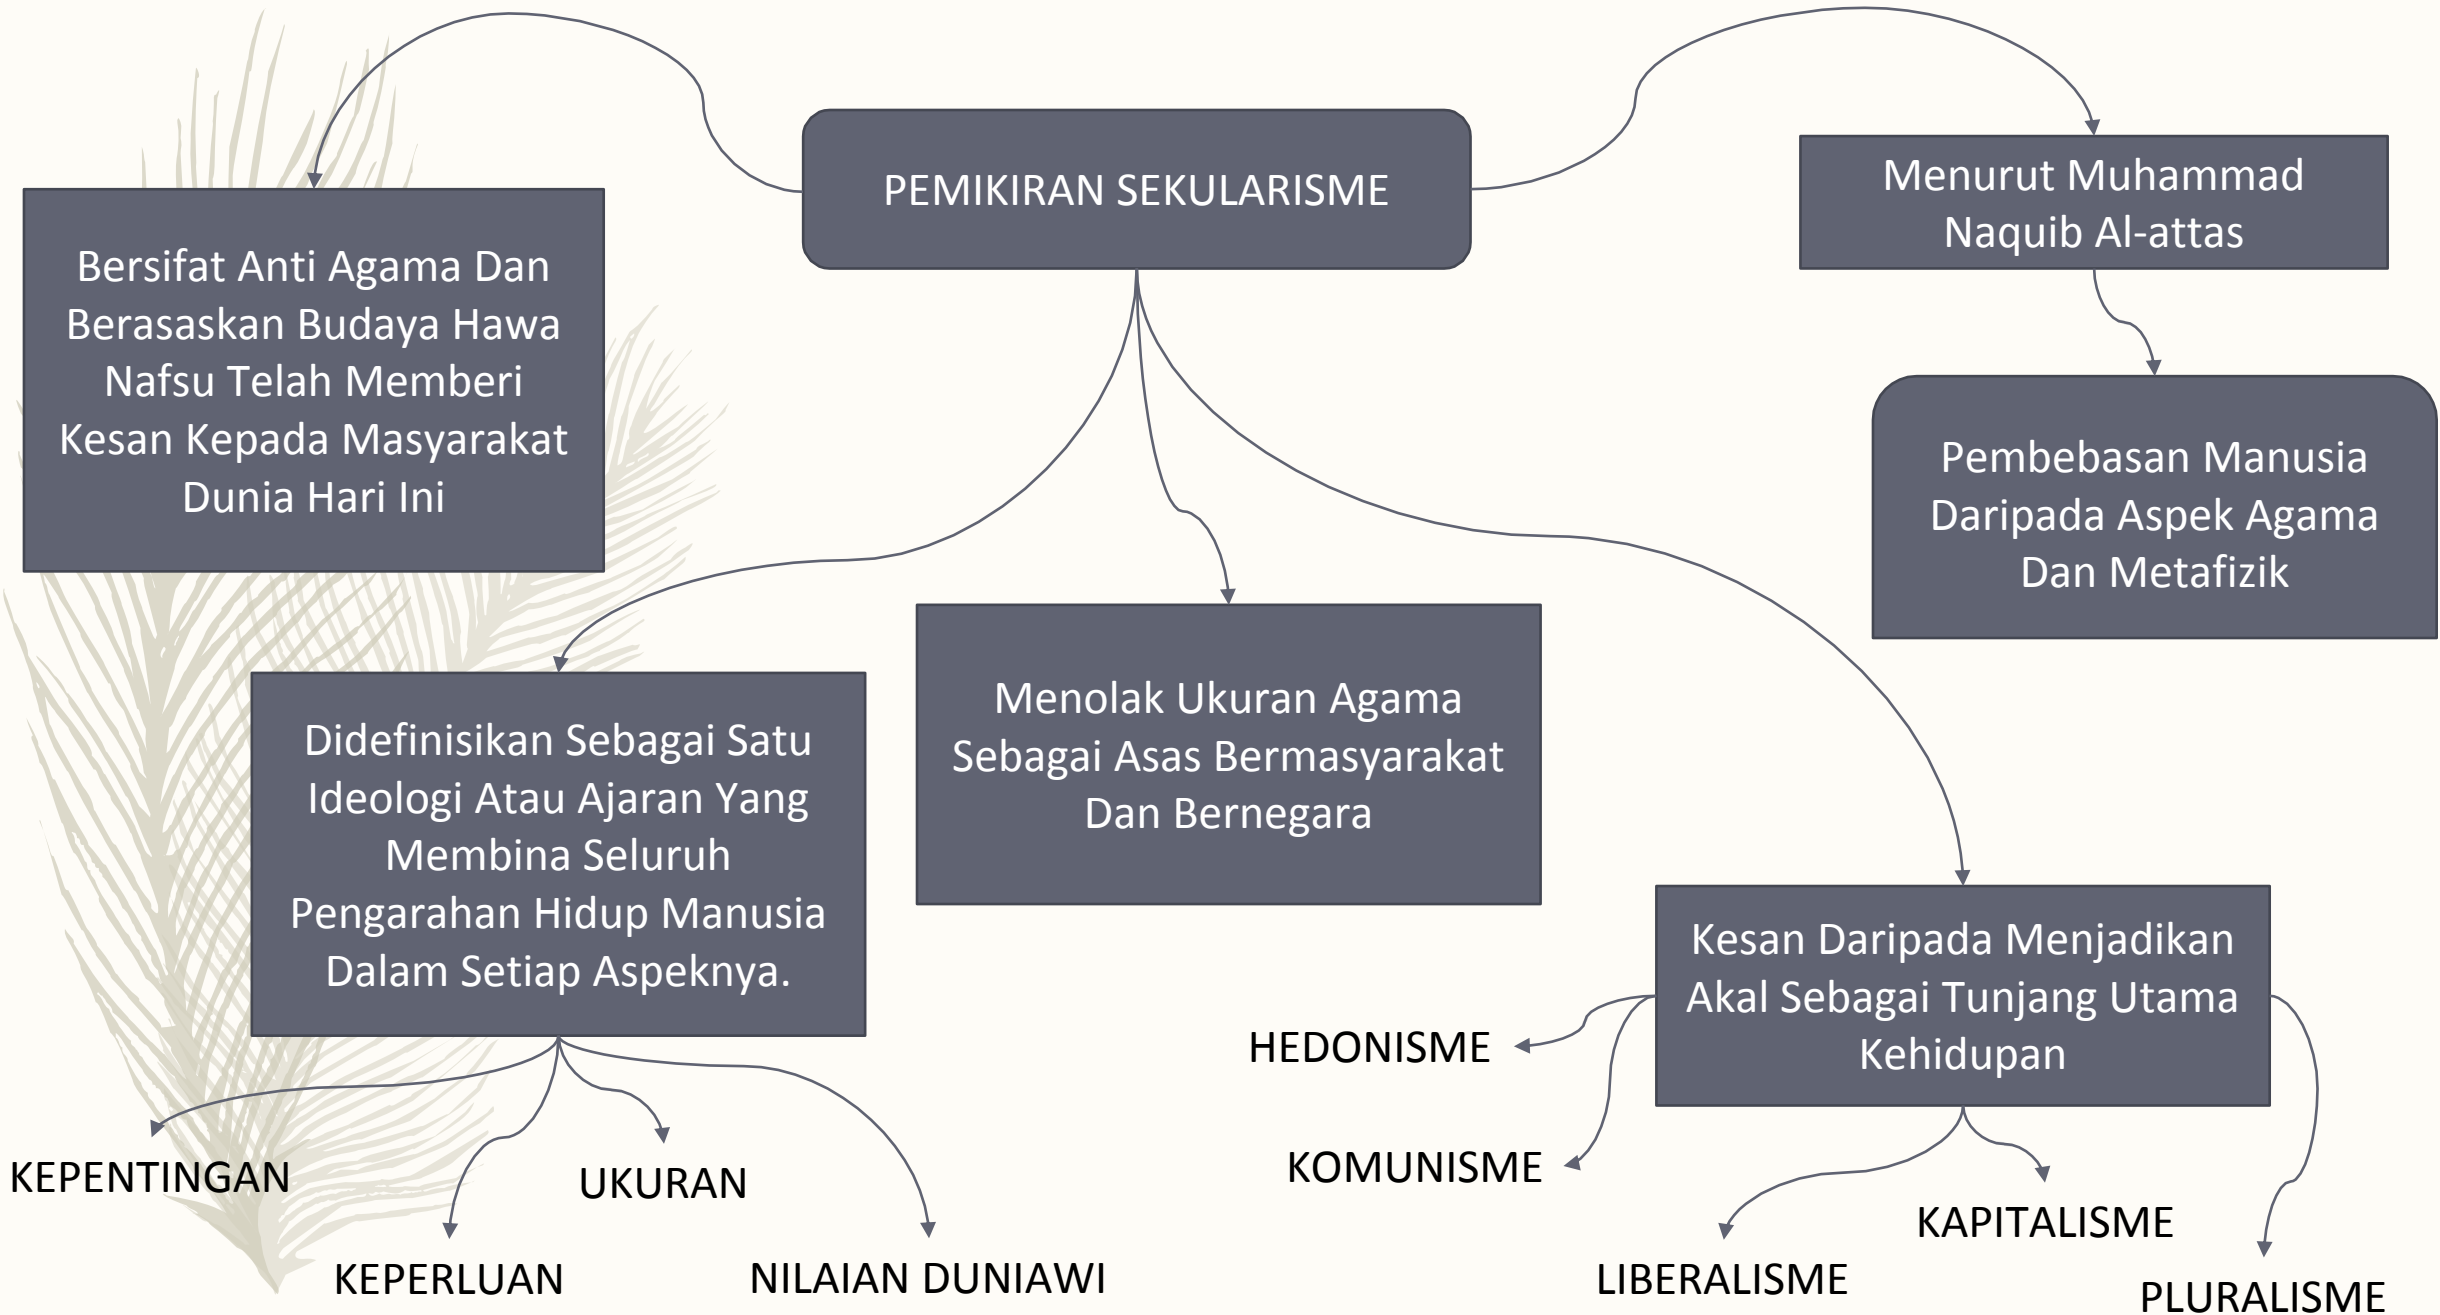 PEMIKIRAN SEKULARISME
Bersifat Anti Agama Dan
Berasaskan Budaya Hawa
Nafsu Telah Memberi
Kesan Kepada Masyarakat
Dunia Hari Ini
Menurut Muhammad
Naquib Al-attas
Pembebasan Manusia
Daripada Aspek Agama
Dan Metafizik
Didefinisikan Sebagai Satu
Ideologi Atau Ajaran Yang
Membina Seluruh
Pengarahan Hidup Manusia
Dalam Setiap Aspeknya.
KEPENTINGAN
KEPERLUAN
UKURAN
NILAIAN DUNIAWI
Menolak Ukuran Agama
Sebagai Asas Bermasyarakat
Dan Bernegara
Kesan Daripada Menjadikan
Akal Sebagai Tunjang Utama
Kehidupan
HEDONISME
KOMUNISME
LIBERALISME
KAPITALISME
PLURALISME